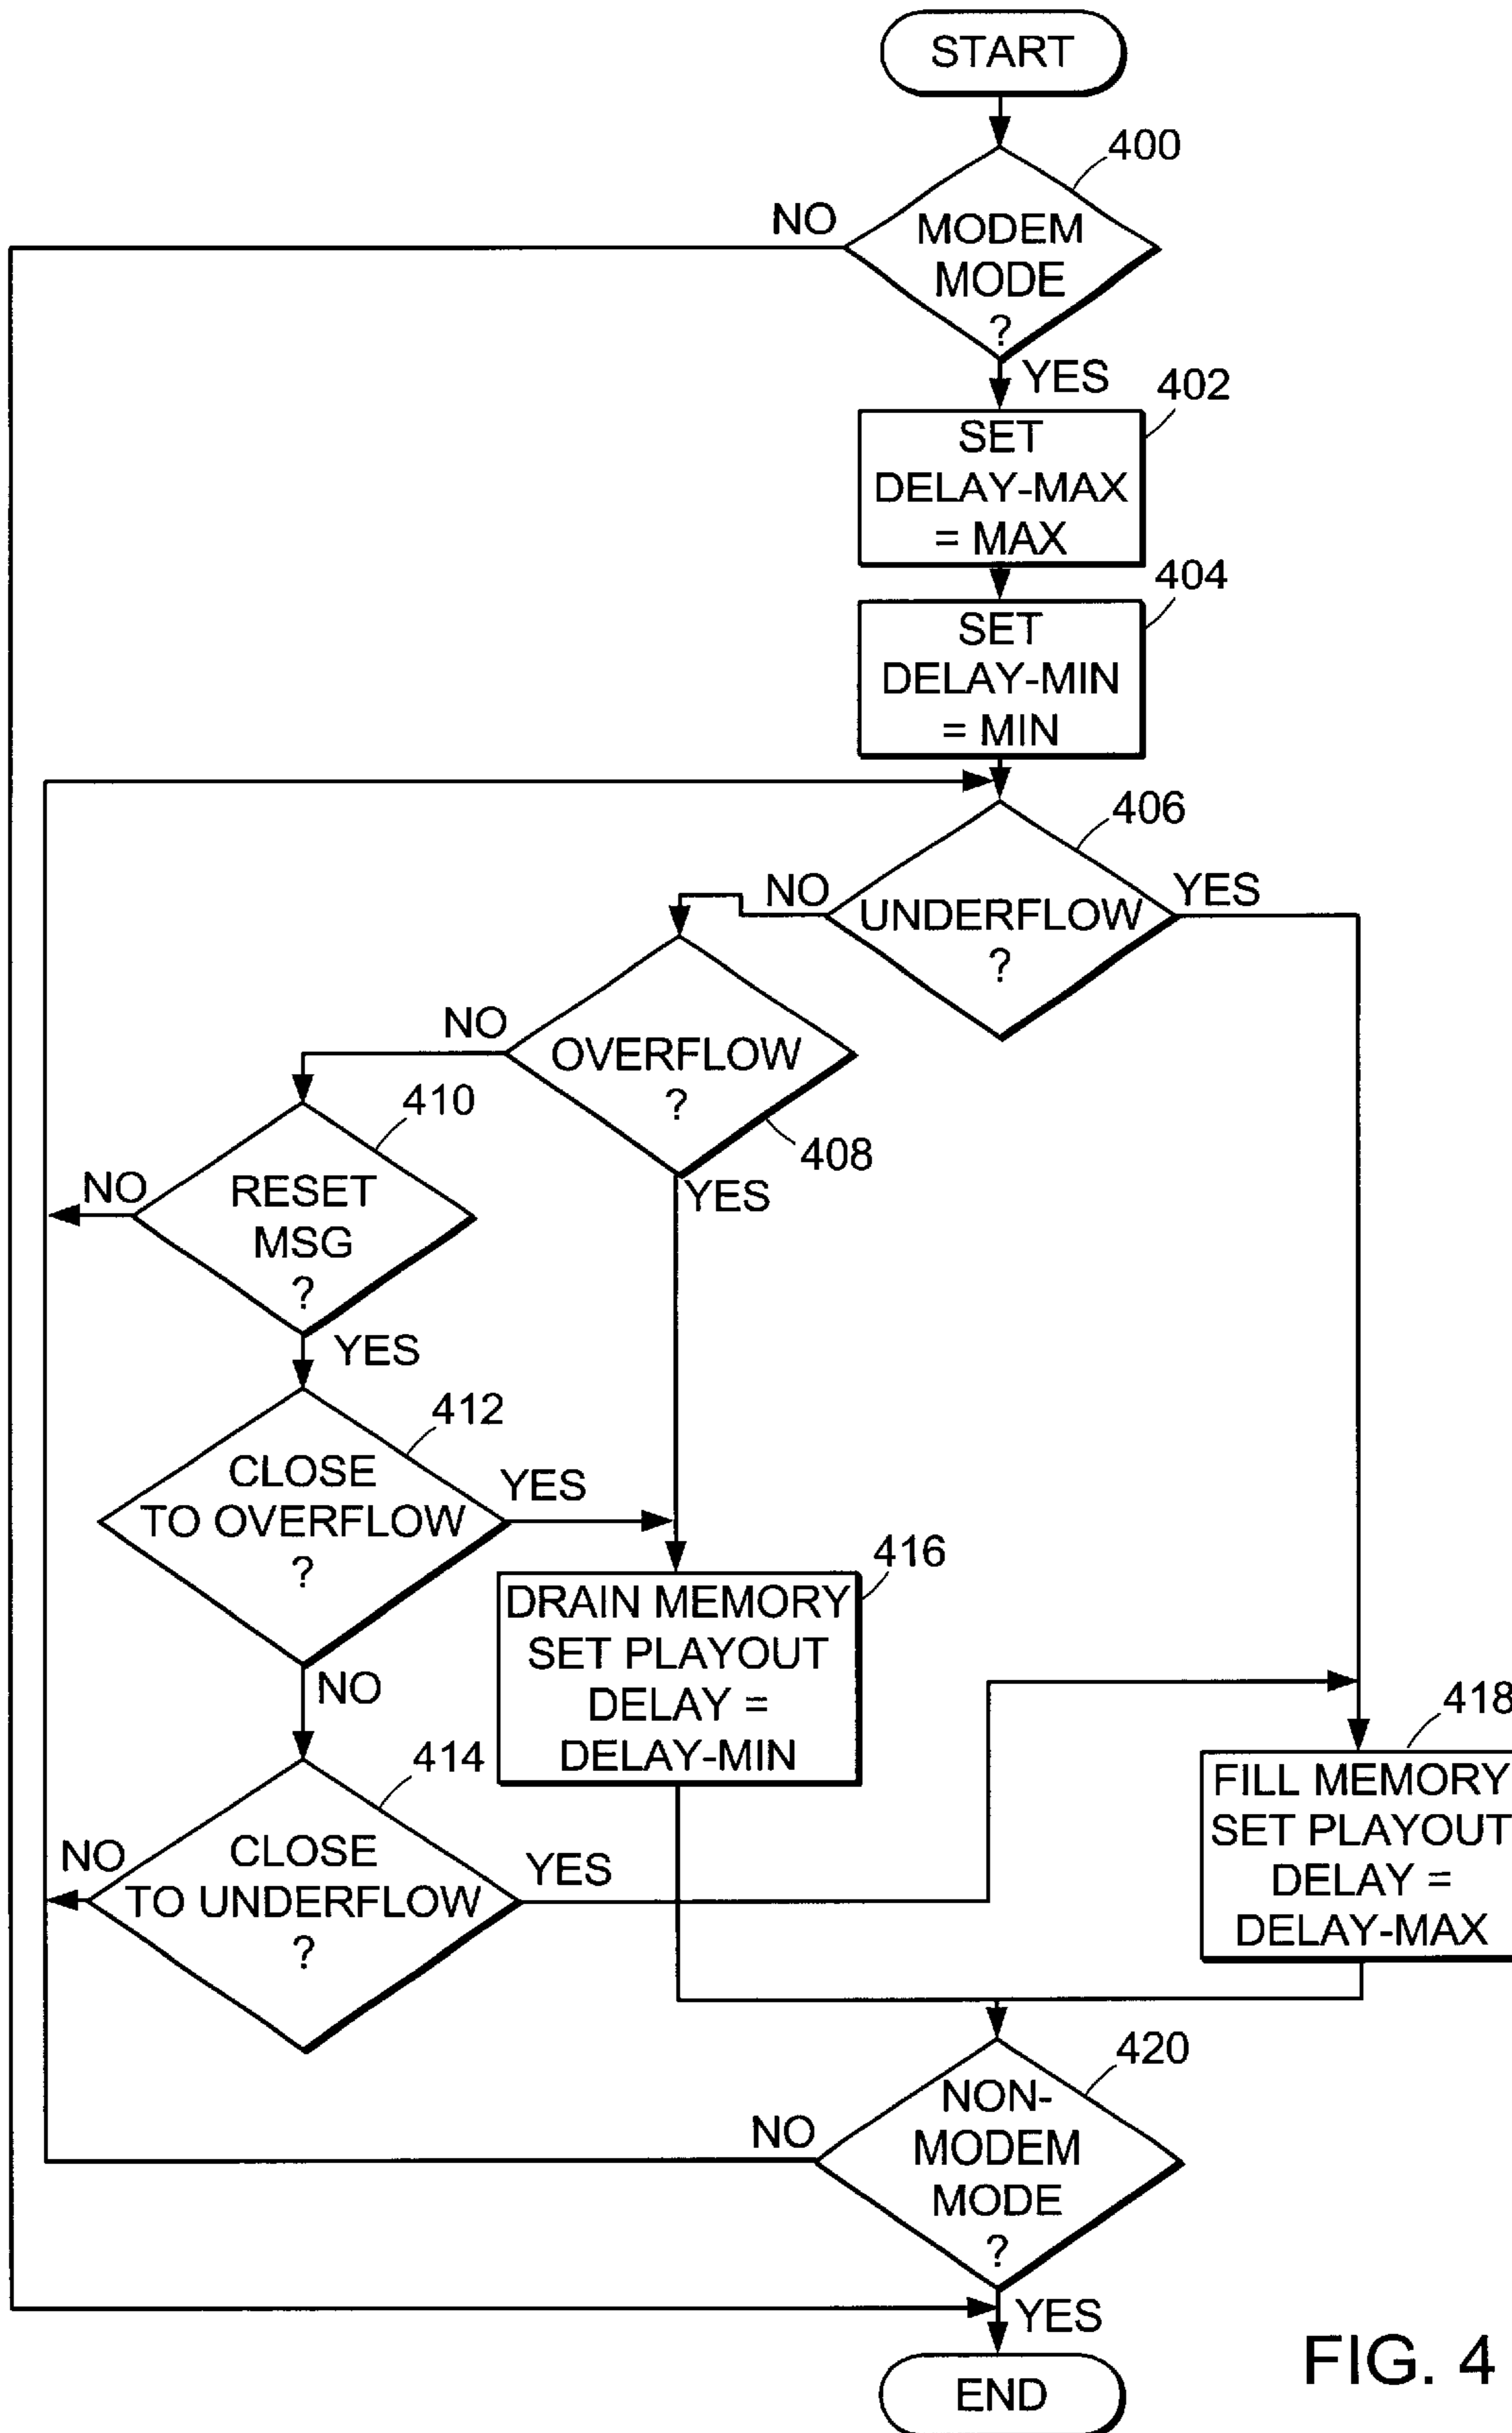 START
400
NO
MODEM
MODE
?
YES
402
SET
DELAY-MAX
= MAX
404
SET
DELAY-MIN
= MIN
406
NO
YES
UNDERFLOW
?
NO
OVERFLOW
?
408
YES
410
NO
RESET
MSG
?
YES
412
CLOSE
TO OVERFLOW
?
YES
NO
416
DRAIN MEMORY
SET PLAYOUT
DELAY =
DELAY-MIN
414
NO
CLOSE
TO UNDERFLOW
?
YES
418
FILL MEMORY
SET PLAYOUT
DELAY =
DELAY-MAX
420
NO
NON-
MODEM
MODE
?
YES
END
FIG. 4